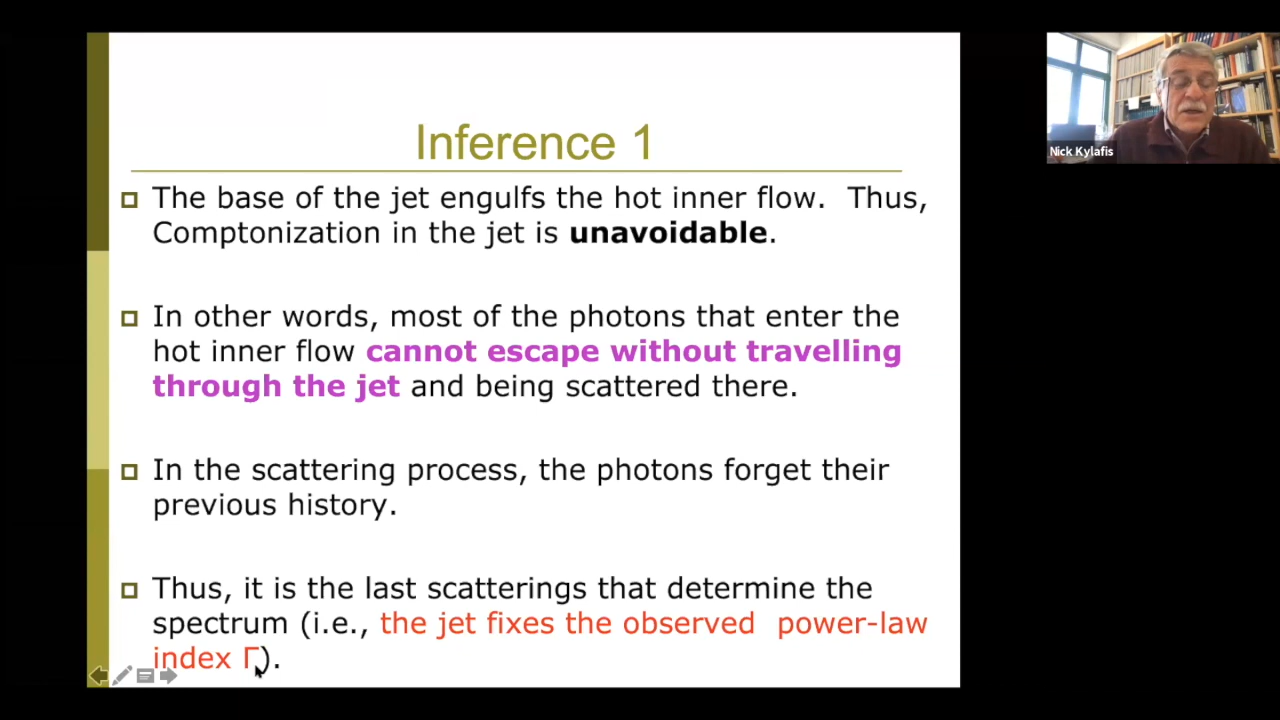 Inference 1
The base of the jet engulfs the hot inner flow. Thus,
Comptonization in the jet is unavoidable.
In other words, most of the photons that enter the
hot inner flow cannot escape without travelling
through the jet and being scattered there.
In the scattering process, the photons forget their
previous history.
Thus, it is the last scatterings that determine the
spectrum (i.e., the jet fixes the observed power-law
index Γ).
Nick Kylafis